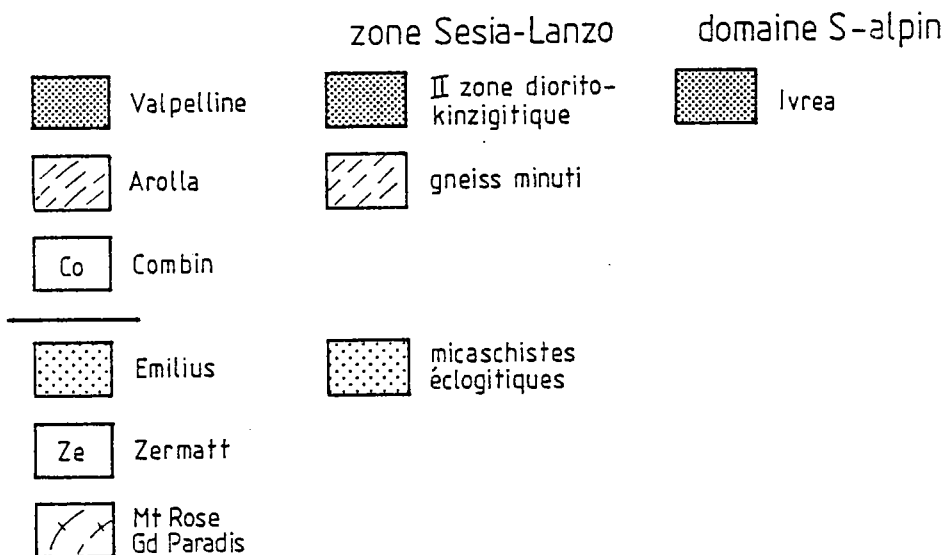 zone Sesia-Lanzo domaine S-alpin
Valpelline
II zone diorito-
kinzigitique
Ivrea
Arolla
gneiss minuti
Co Combin
Emilius
micaschistes
éclogitiques
Ze Zermatt
Mt Rose
Gd Paradis